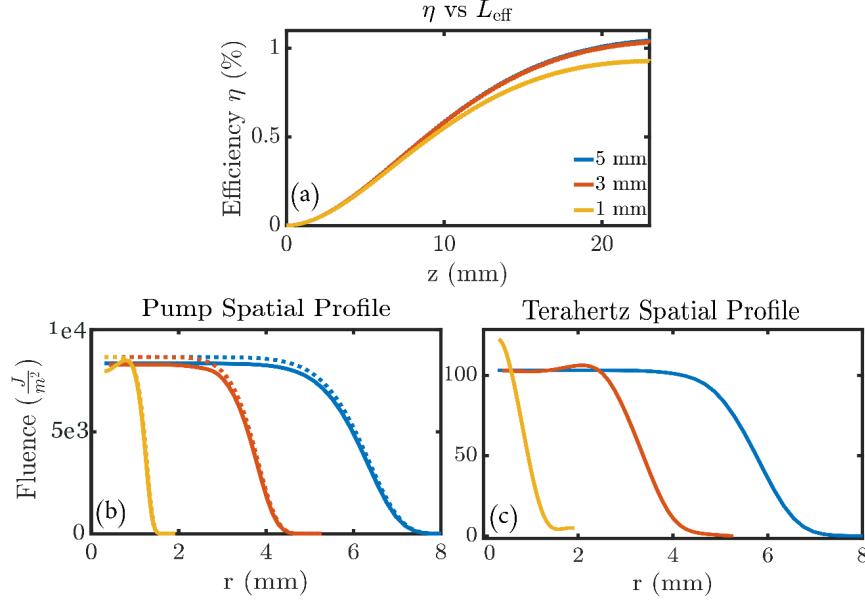 η vs L_eff
Efficiency η (%)
1
0.5
0
(a)
5 mm
3 mm
1 mm
0 10 20
z (mm)
Pump Spatial Profile
Fluence (J/m²)
1e4
5e3
0
(b)
0 2 4 6 8
r (mm)
Terahertz Spatial Profile
100
50
0
(c)
0 2 4 6 8
r (mm)